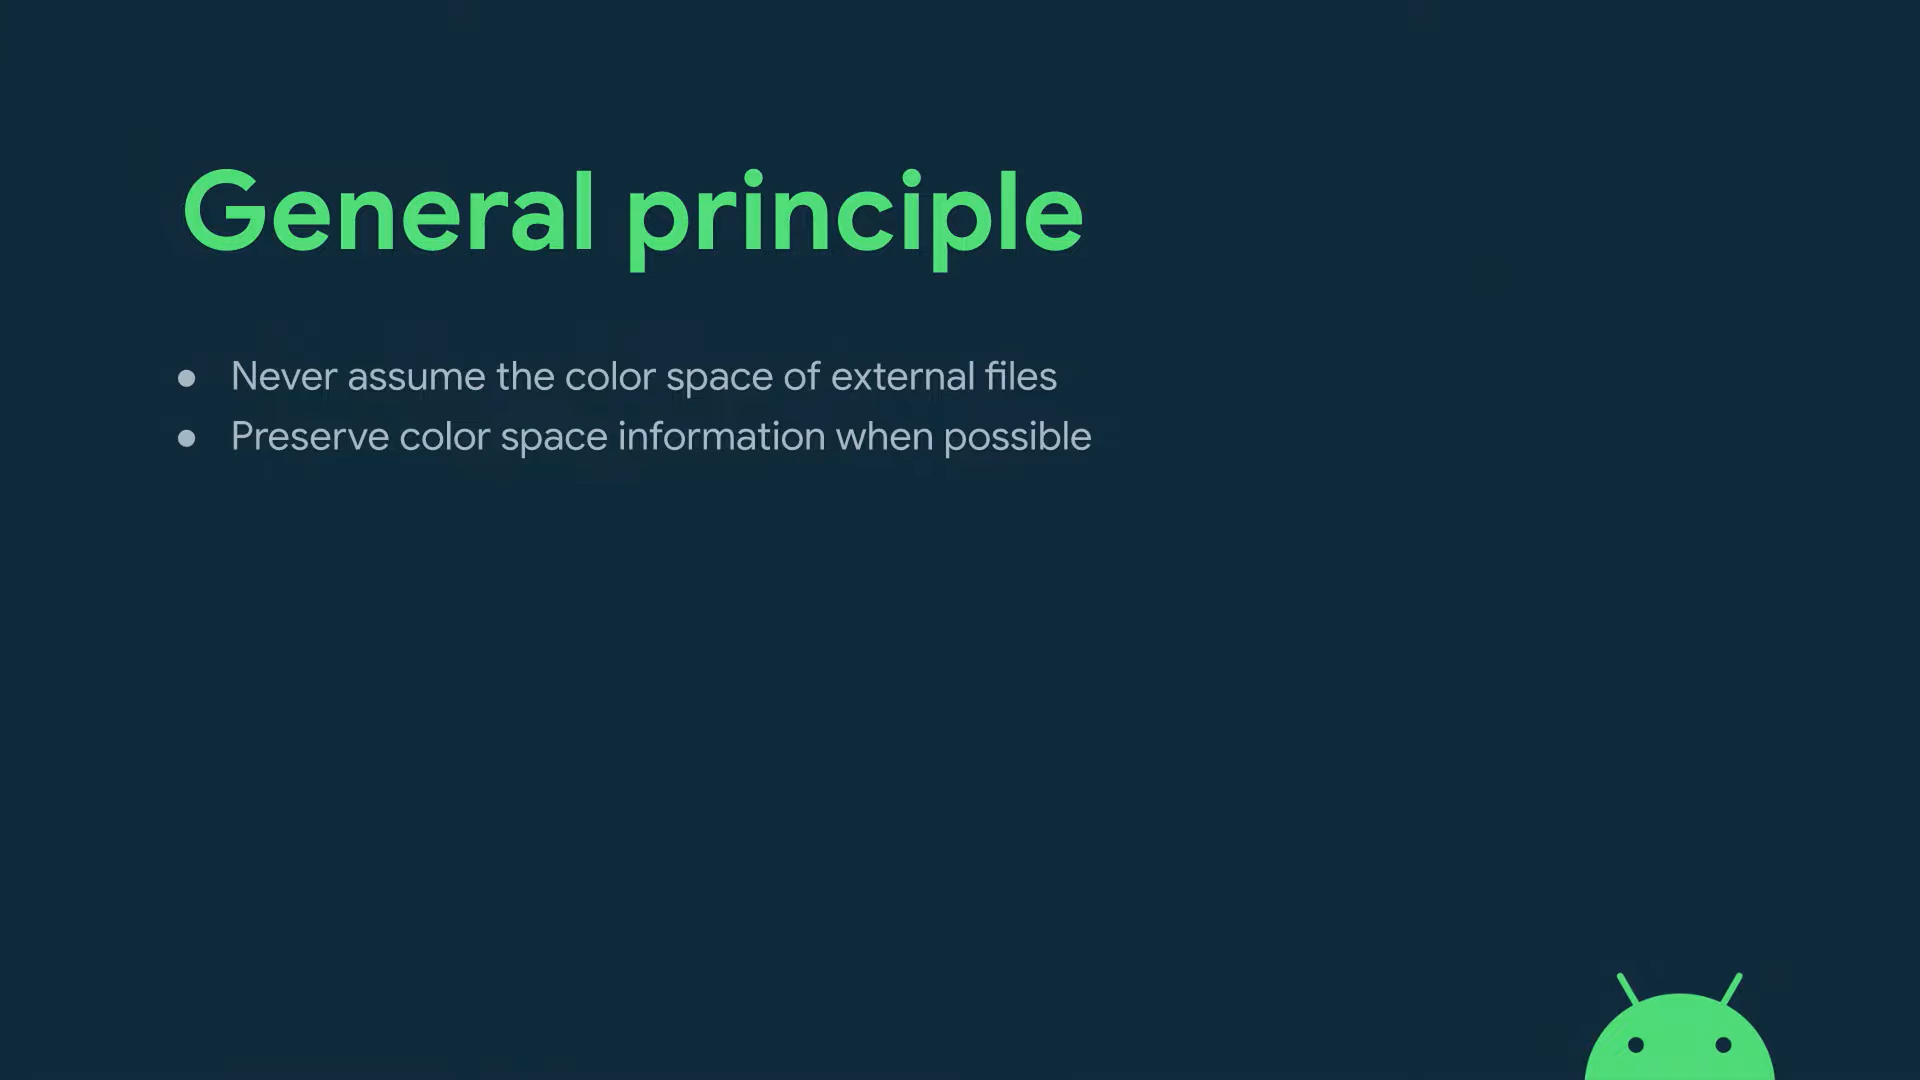 General principle
● Never assume the color space of external files
● Preserve color space information when possible